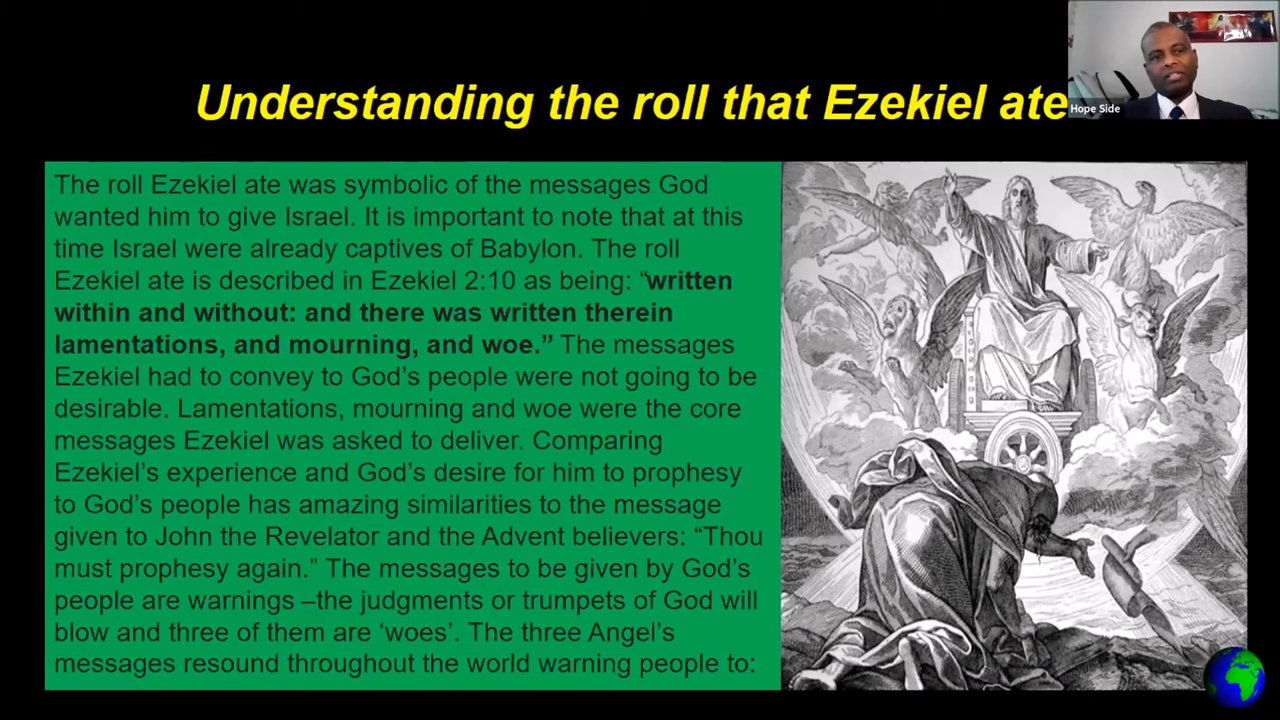 Understanding the roll that Ezekiel ate
Hope Side
The roll Ezekiel ate was symbolic of the messages God
wanted him to give Israel. It is important to note that at this
time Israel were already captives of Babylon. The roll
Ezekiel ate is described in Ezekiel 2:10 as being: “written
within and without: and there was written therein
lamentations, and mourning, and woe.” The messages
Ezekiel had to convey to God’s people were not going to be
desirable. Lamentations, mourning and woe were the core
messages Ezekiel was asked to deliver. Comparing
Ezekiel’s experience and God’s desire for him to prophesy
to God’s people has amazing similarities to the message
given to John the Revelator and the Advent believers: “Thou
must prophesy again.” The messages to be given by God’s
people are warnings –the judgments or trumpets of God will
blow and three of them are ‘woes’. The three Angel’s
messages resound throughout the world warning people to: